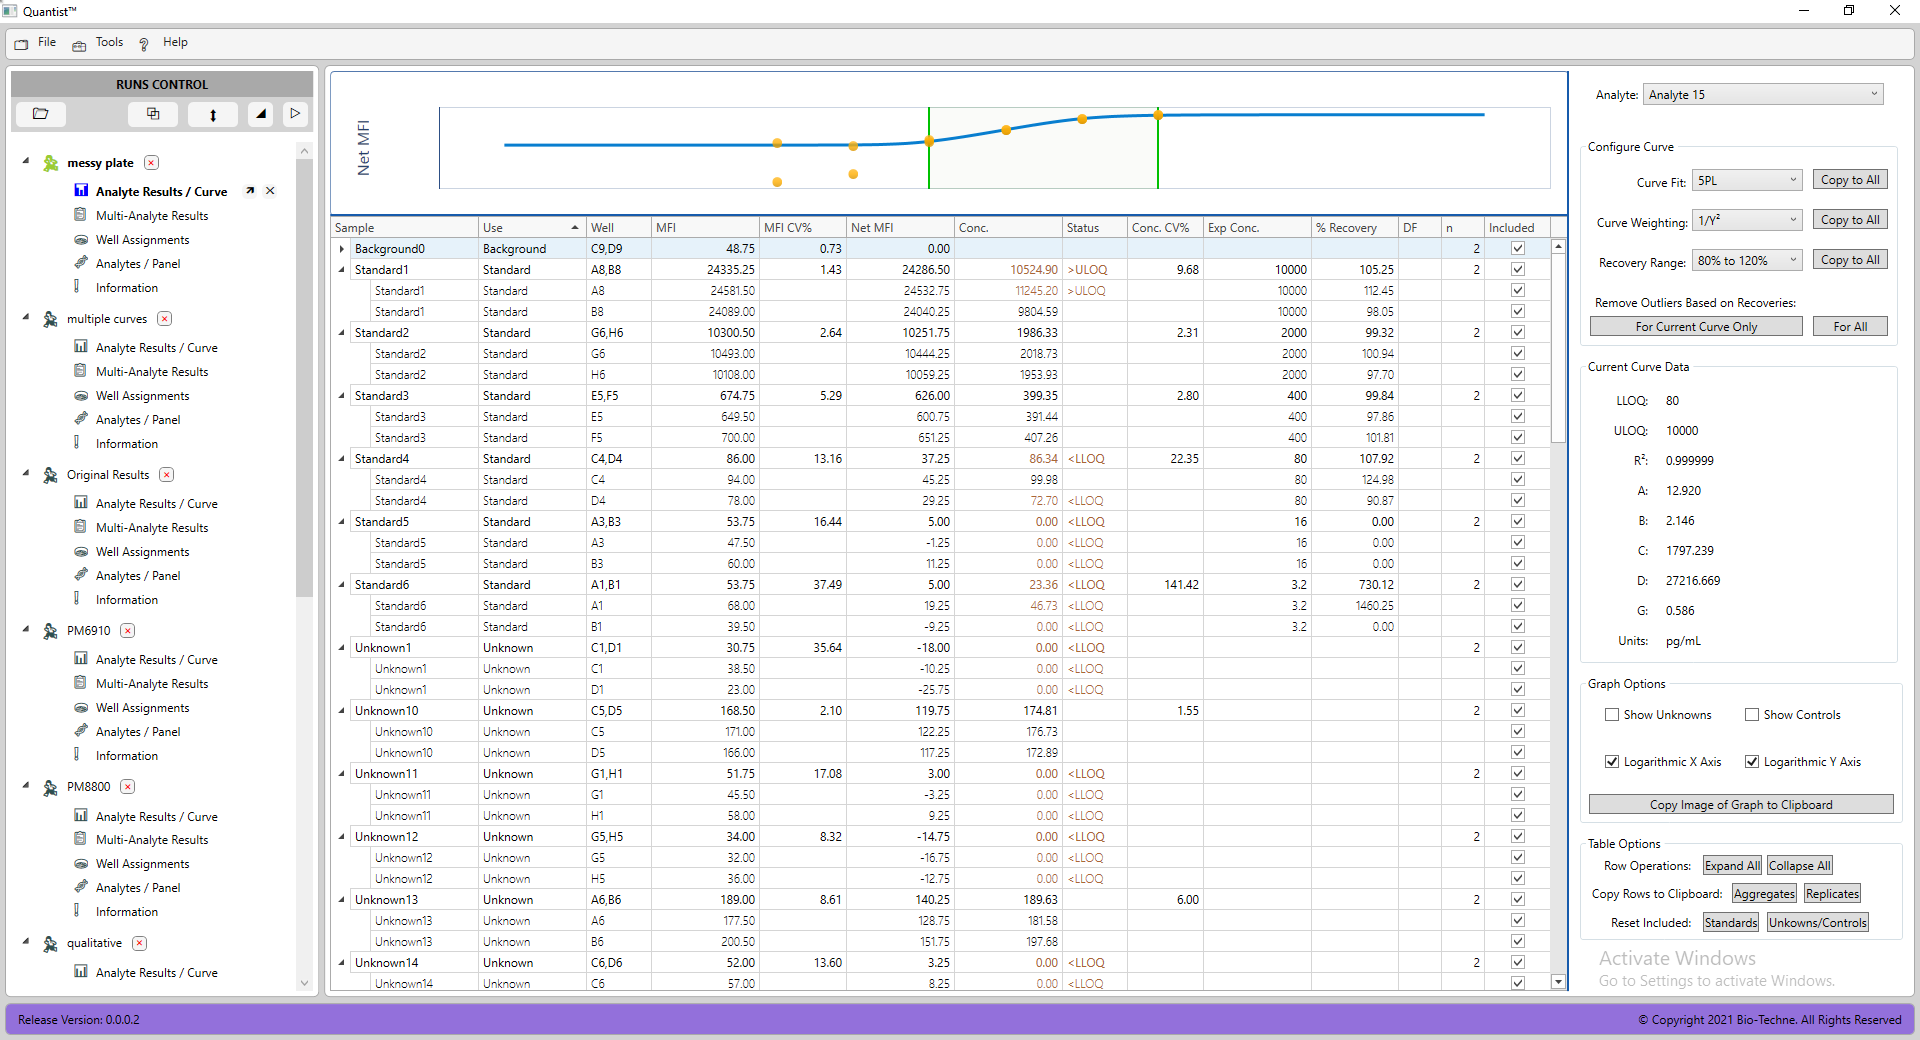 Quantist™
File Tools Help
RUNS CONTROL
messy plate
Analyte Results / Curve
Multi-Analyte Results
Well Assignments
Analytes / Panel
Information
multiple curves
Analyte Results / Curve
Multi-Analyte Results
Well Assignments
Analytes / Panel
Information
Original Results
Analyte Results / Curve
Multi-Analyte Results
Well Assignments
Analytes / Panel
Information
PM6910
Analyte Results / Curve
Multi-Analyte Results
Well Assignments
Analytes / Panel
Information
PM8800
Analyte Results / Curve
Multi-Analyte Results
Well Assignments
Analytes / Panel
Information
qualitative
Analyte Results / Curve
Net MFI
Sample Use Well MFI MFI CV% Net MFI Conc. Status Conc. CV% Exp Conc. % Recovery DF n Included
Background0 Background C9,D9 48.75 0.73 0.00 2
Standard1 Standard A8,B8 24335.25 1.43 24286.50 10524.90 >ULOQ 9.68 10000 105.25 2
Standard1 Standard A8 24581.50 24532.75 11245.20 >ULOQ 10000 112.45
Standard1 Standard B8 24089.00 24040.25 9804.59 10000 98.05
Standard2 Standard G6,H6 10300.50 2.64 10251.75 1986.33 2.31 2000 99.32 2
Standard2 Standard G6 10493.00 10444.25 2018.73 2000 100.94
Standard2 Standard H6 10108.00 10059.25 1953.93 2000 97.70
Standard3 Standard E5,F5 674.75 5.29 626.00 399.35 2.80 400 99.84 2
Standard3 Standard E5 649.50 600.75 391.44 400 97.86
Standard3 Standard F5 700.00 651.25 407.26 400 101.81
Standard4 Standard C4,D4 86.00 13.16 37.25 86.34 <LLOQ 22.35 80 107.92 2
Standard4 Standard C4 94.00 45.25 99.98 80 124.98
Standard4 Standard D4 78.00 29.25 72.70 <LLOQ 80 90.87
Standard5 Standard A3,B3 53.75 16.44 5.00 0.00 <LLOQ 16 0.00 2
Standard5 Standard A3 47.50 -1.25 0.00 <LLOQ 16 0.00
Standard5 Standard B3 60.00 11.25 0.00 <LLOQ 16 0.00
Standard6 Standard A1,B1 53.75 37.49 5.00 23.36 <LLOQ 141.42 3.2 730.12 2
Standard6 Standard A1 68.00 19.25 46.73 <LLOQ 3.2 1460.25
Standard6 Standard B1 39.50 -9.25 0.00 <LLOQ 3.2 0.00
Unknown1 Unknown C1,D1 30.75 35.64 -18.00 0.00 <LLOQ 2
Unknown1 Unknown C1 38.50 -10.25 0.00 <LLOQ
Unknown1 Unknown D1 23.00 -25.75 0.00 <LLOQ
Unknown10 Unknown C5,D5 168.50 2.10 119.75 174.81 1.55 2
Unknown10 Unknown C5 171.00 122.25 176.73
Unknown10 Unknown D5 166.00 117.25 172.89
Unknown11 Unknown G1,H1 51.75 17.08 3.00 0.00 <LLOQ 2
Unknown11 Unknown G1 45.50 -3.25 0.00 <LLOQ
Unknown11 Unknown H1 58.00 9.25 0.00 <LLOQ
Unknown12 Unknown G5,H5 34.00 8.32 -14.75 0.00 <LLOQ 2
Unknown12 Unknown G5 32.00 -16.75 0.00 <LLOQ
Unknown12 Unknown H5 36.00 -12.75 0.00 <LLOQ
Unknown13 Unknown A6,B6 189.00 8.61 140.25 189.63 6.00 2
Unknown13 Unknown A6 177.50 128.75 181.58
Unknown13 Unknown B6 200.50 151.75 197.68
Unknown14 Unknown C6,D6 52.00 13.60 3.25 0.00 <LLOQ 2
Unknown14 Unknown C6 57.00 8.25 0.00 <LLOQ
Analyte: Analyte 15
Configure Curve
Curve Fit: 5PL Copy to All
Curve Weighting: 1/Y² Copy to All
Recovery Range: 80% to 120% Copy to All
Remove Outliers Based on Recoveries:
For Current Curve Only For All
Current Curve Data
LLOQ: 80
ULOQ: 10000
R²: 0.999999
A: 12.920
B: 2.146
C: 1797.239
D: 27216.669
G: 0.586
Units: pg/mL
Graph Options
Show Unknowns Show Controls
Logarithmic X Axis Logarithmic Y Axis
Copy Image of Graph to Clipboard
Table Options
Row Operations: Expand All Collapse All
Copy Rows to Clipboard: Aggregates Replicates
Reset Included: Standards Unkowns/Controls
Activate Windows
Go to Settings to activate Windows.
Release Version: 0.0.0.2
© Copyright 2021 Bio-Techne. All Rights Reserved